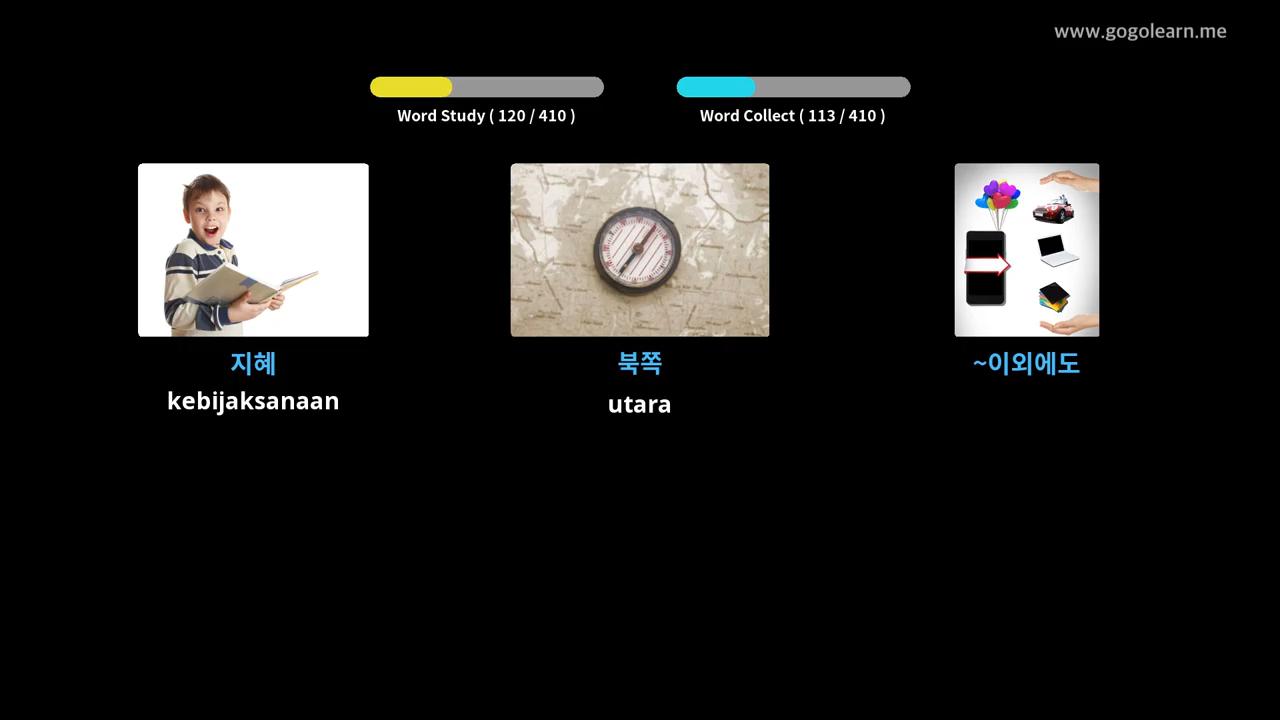 www.gogolearn.me
Word Study ( 120 / 410 )
Word Collect ( 113 / 410 )
지혜
kebijaksanaan
북쪽
utara
~이외에도